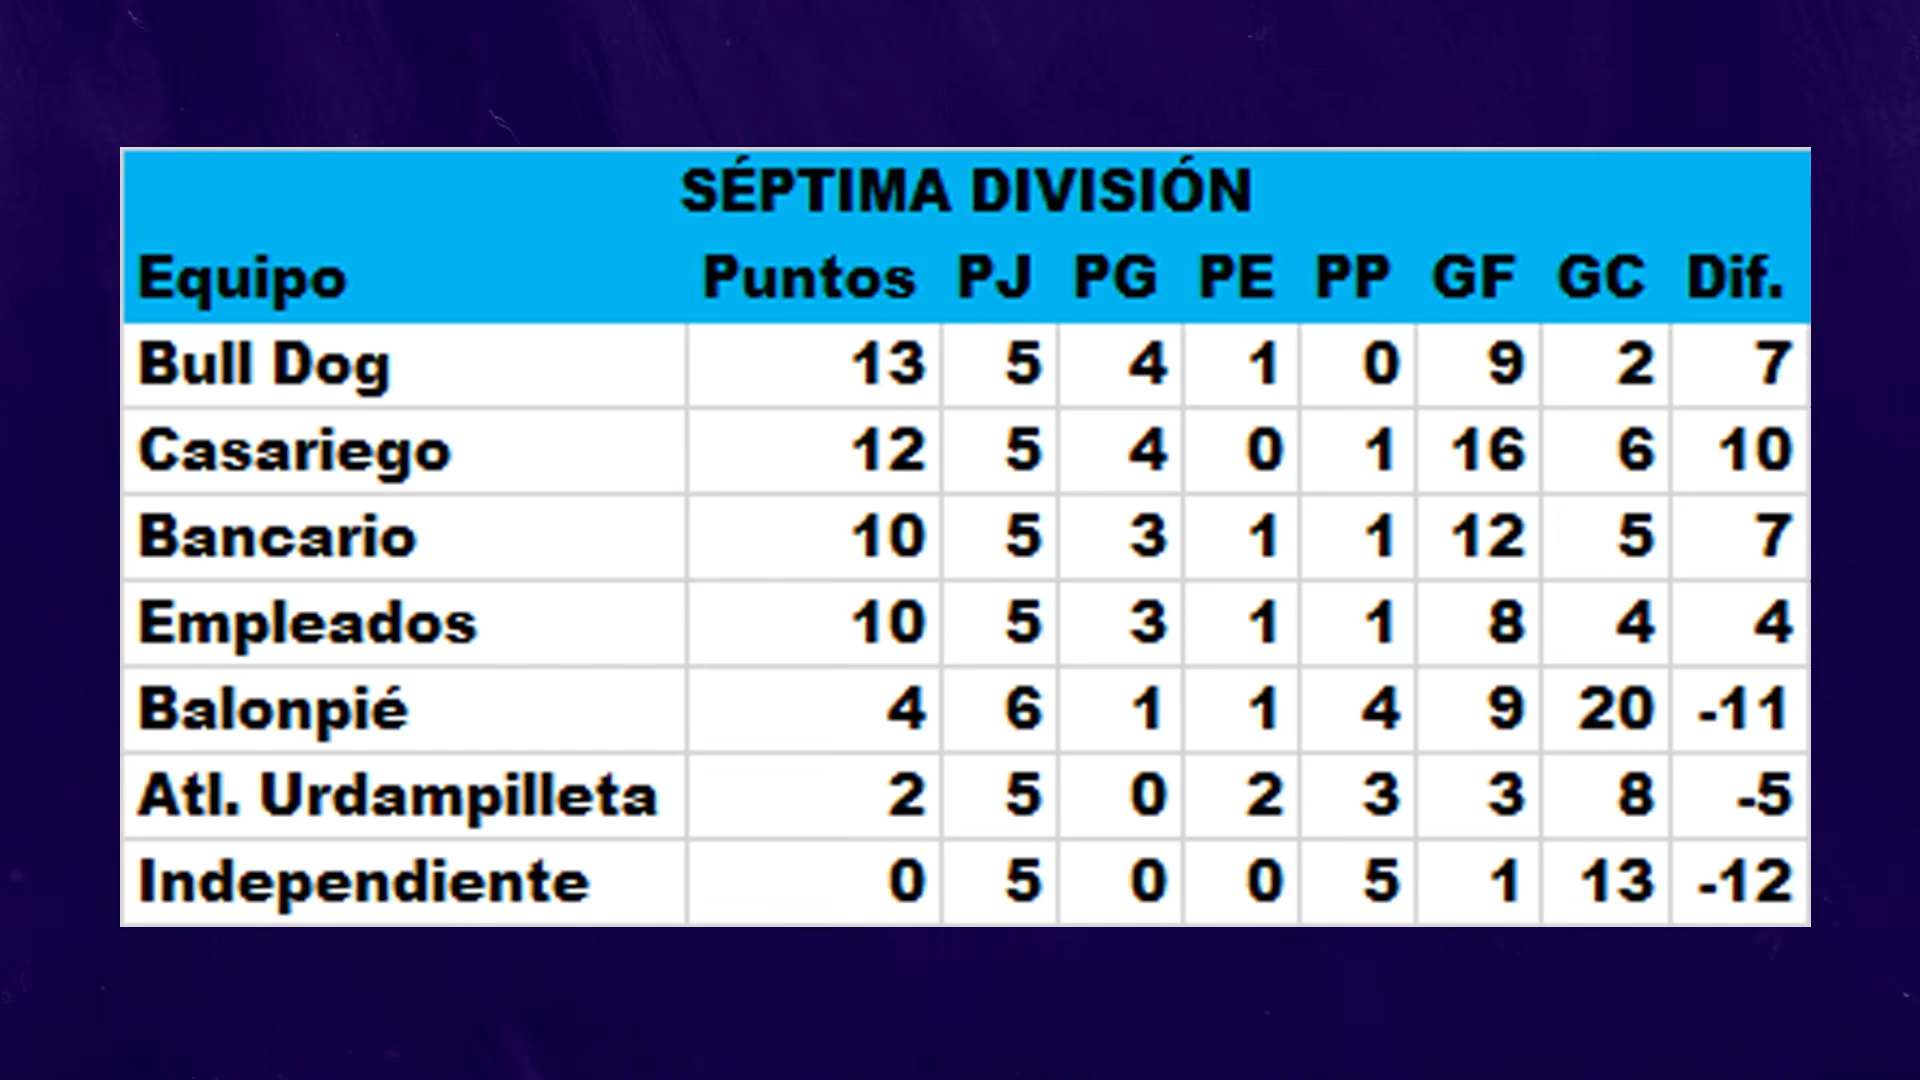 SÉPTIMA DIVISIÓN
Equipo Puntos PJ PG PE PP GF GC Dif.
Bull Dog 13 5 4 1 0 9 2 7
Casariego 12 5 4 0 1 16 6 10
Bancario 10 5 3 1 1 12 5 7
Empleados 10 5 3 1 1 8 4 4
Balonpié 4 6 1 1 4 9 20 -11
Atl. Urdampilleta 2 5 0 2 3 3 8 -5
Independiente 0 5 0 0 5 1 13 -12